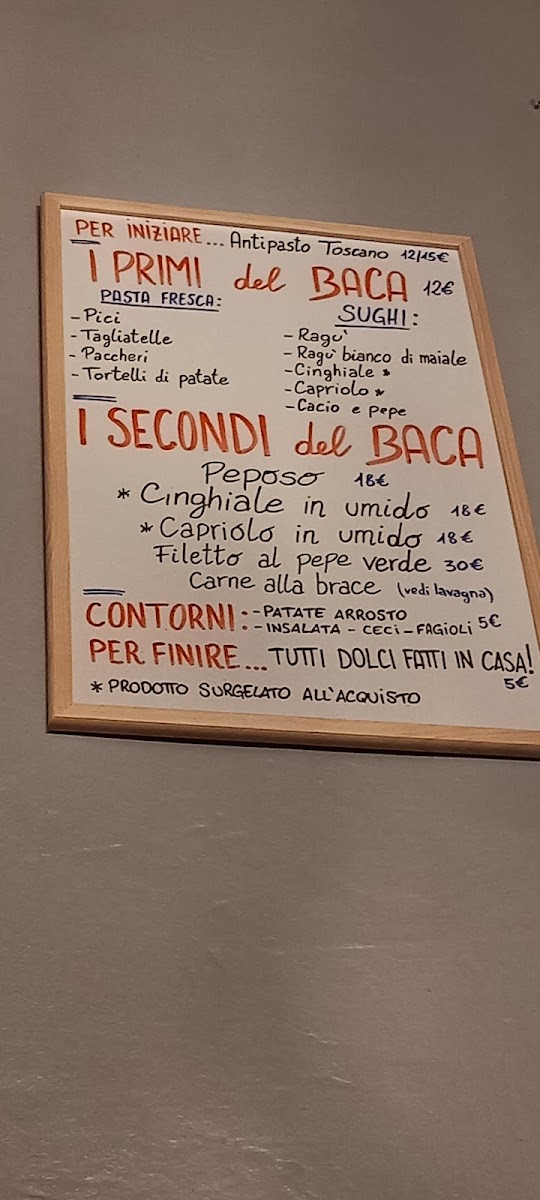 PER INIZIARE... Antipasto Toscano 12/15€
I PRIMI del BACA 12€
PASTA FRESCA:
- Pici
- Tagliatelle
- Paccheri
- Tortelli di patate
SUGHI:
- Ragu'
- Ragu' bianco di maiale
- Cinghiale *
- Capriolo *
- Cacio e pepe
I SECONDI del BACA
Peposo 18€
* Cinghiale in umido 18€
* Capriolo in umido 18€
Filetto al pepe verde 30€
Carne alla brace (vedi lavagna)
CONTORNI: - PATATE ARROSTO
- INSALATA - CECI - FAGIOLI 5€
PER FINIRE... TUTTI DOLCI FATTI IN CASA!
5€
* PRODOTTO SURGELATO ALL'ACQUISTO